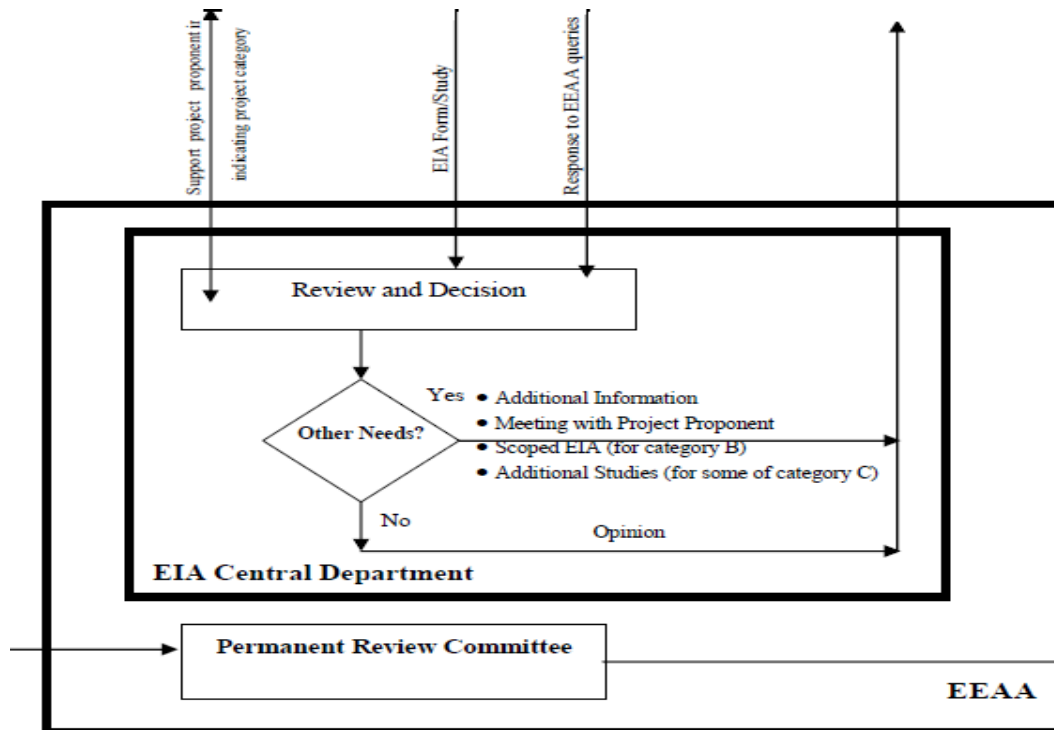 Support project proponent ir
indicating project category
EIA Form/Study
Response to EEAA queries
Review and Decision
Other Needs?
Yes
• Additional Information
• Meeting with Project Proponent
• Scoped EIA (for category B)
• Additional Studies (for some of category C)
No
Opinion
EIA Central Department
Permanent Review Committee
EEAA